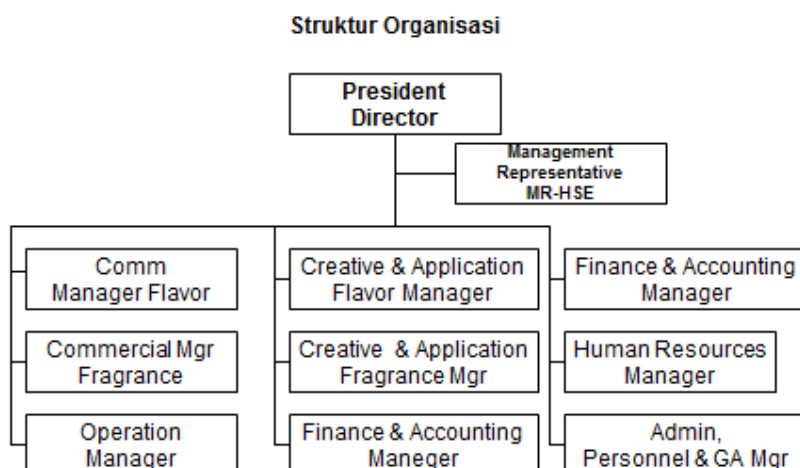 Struktur Organisasi
President
Director
Management
Representative
MR-HSE
Comm
Manager Flavor
Creative & Application
Flavor Manager
Finance & Accounting
Manager
Commercial Mgr
Fragrance
Creative & Application
Fragrance Mgr
Human Resources
Manager
Operation
Manager
Finance & Accounting
Maneger
Admin,
Personnel & GA Mgr